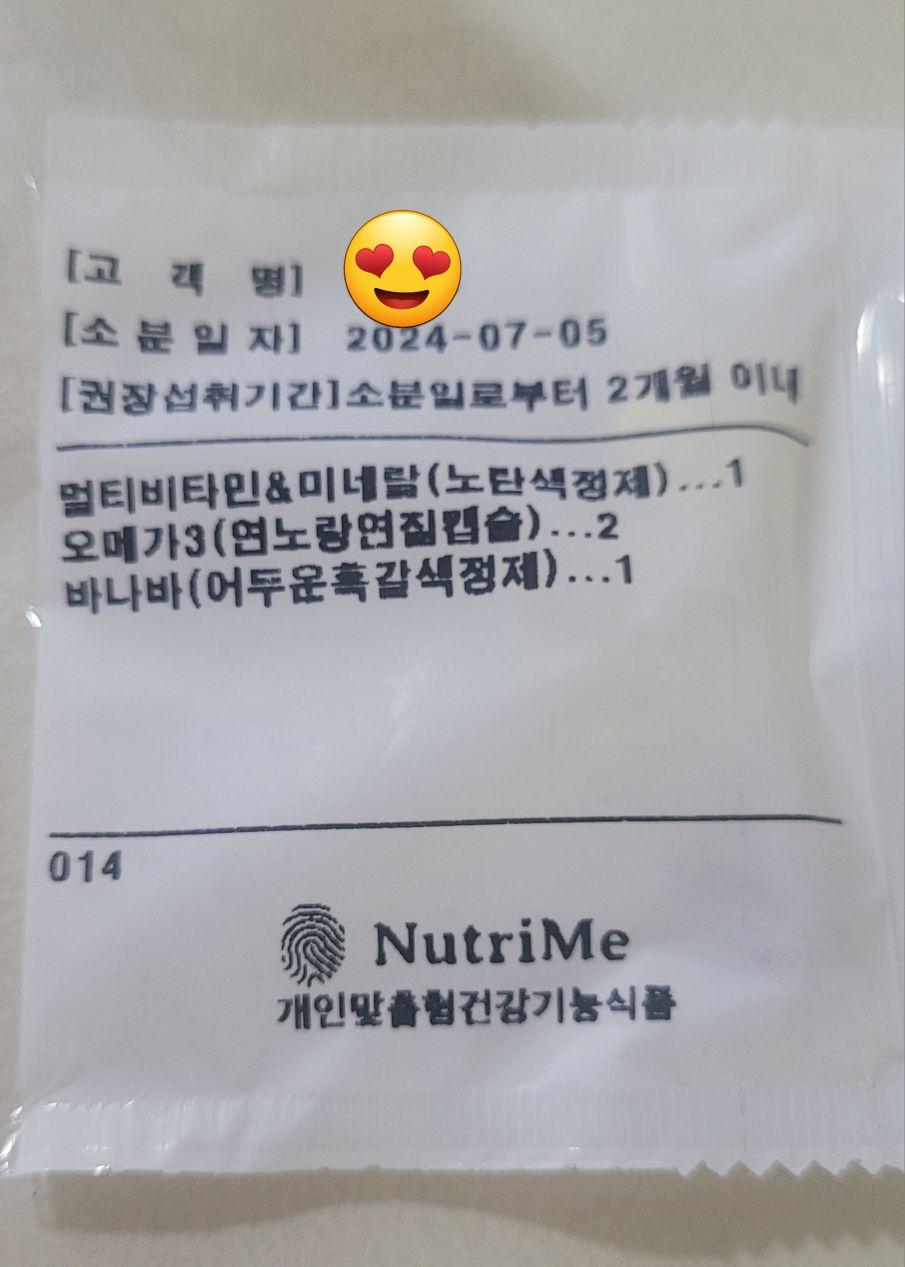 [고 객 명]
[소 분 일 자] 2024-07-05
[권장섭취기간]소분일로부터 2개월 이내
멀티비타민&미네랄(노란색정제)...1
오메가3(연노랑연질캡슐)...2
바나바(어두운흑갈색정제)...1
014
NutriMe
개인맞춤형건강기능식품